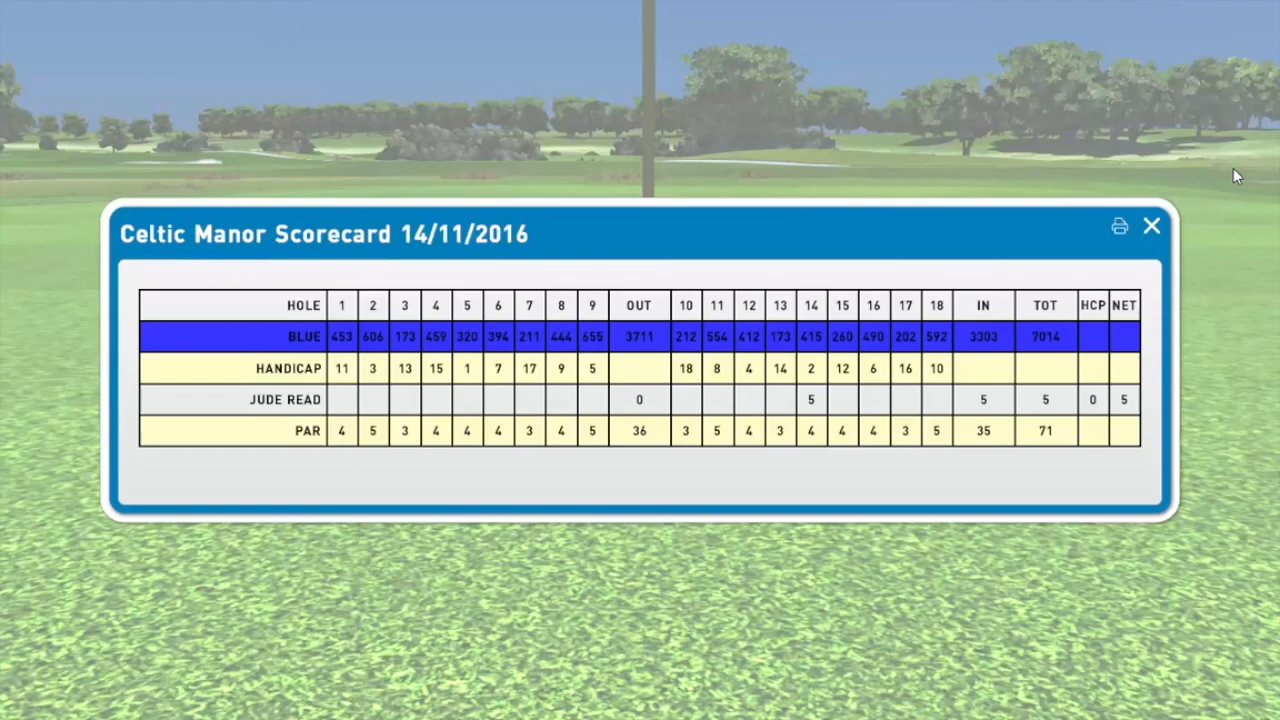 Celtic Manor Scorecard 14/11/2016
HOLE 1 2 3 4 5 6 7 8 9 OUT 10 11 12 13 14 15 16 17 18 IN TOT HCP NET
BLUE 453 606 173 459 320 394 211 444 655 3711 212 554 412 173 415 260 490 202 592 3303 7014
HANDICAP 11 3 13 15 1 7 17 9 5 18 8 4 14 2 12 6 16 10
JUDE READ 0 5 5 5 0 5
PAR 4 5 3 4 4 4 3 4 5 36 3 5 4 3 4 4 4 3 5 35 71